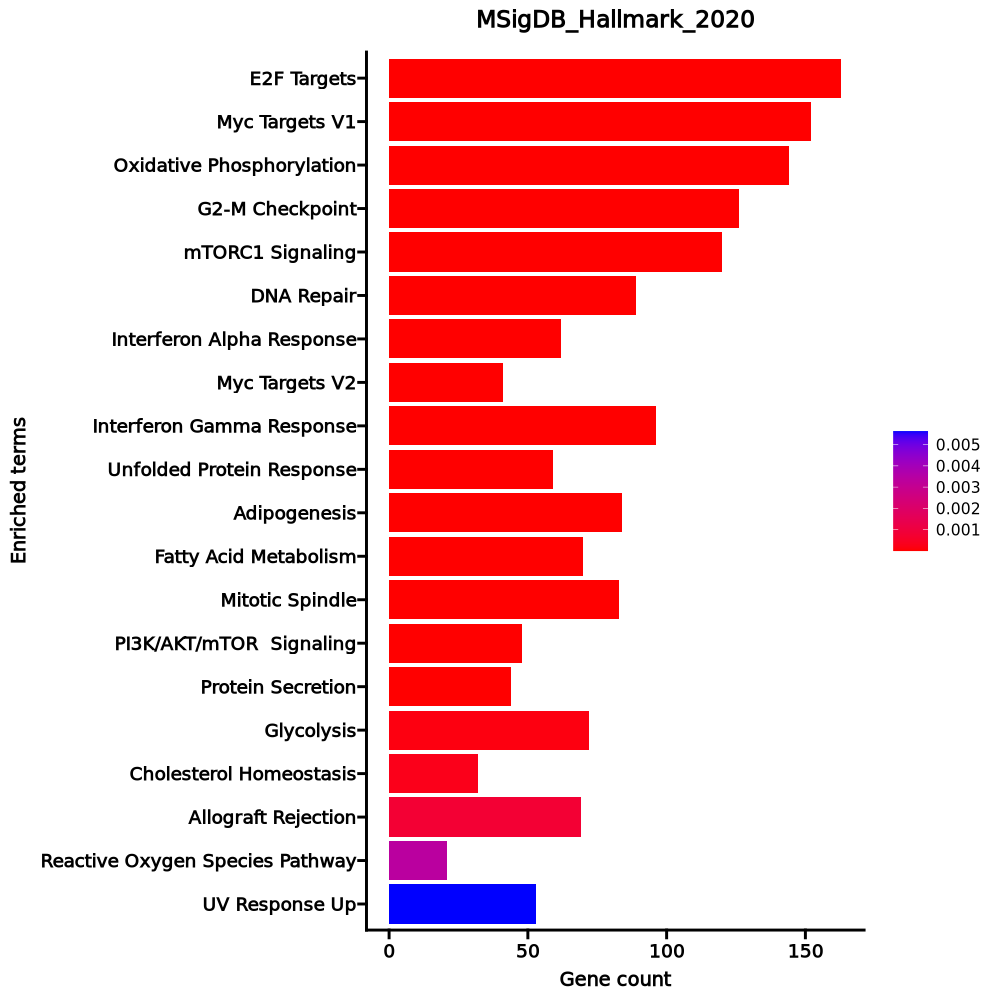 MSigDB_Hallmark_2020
E2F Targets
Myc Targets V1
Oxidative Phosphorylation
G2-M Checkpoint
mTORC1 Signaling
DNA Repair
Interferon Alpha Response
Myc Targets V2
Interferon Gamma Response
Unfolded Protein Response
Adipogenesis
Fatty Acid Metabolism
Mitotic Spindle
PI3K/AKT/mTOR  Signaling
Protein Secretion
Glycolysis
Cholesterol Homeostasis
Allograft Rejection
Reactive Oxygen Species Pathway
UV Response Up
Enriched terms
0 50 100 150
Gene count
0.005
0.004
0.003
0.002
0.001